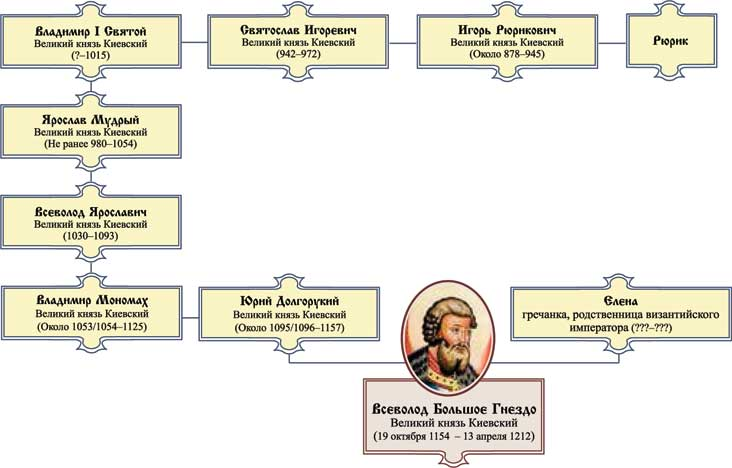 Владимир I Святой
Великий князь Киевский
(?–1015)
Святослав Игоревич
Великий князь Киевский
(942–972)
Игорь Рюрикович
Великий князь Киевский
(Около 878–945)
Рюрик
Ярослав Мудрый
Великий князь Киевский
(Не ранее 980–1054)
Всеволод Ярославич
Великий князь Киевский
(1030–1093)
Владимир Мономах
Великий князь Киевский
(Около 1053/1054–1125)
Юрий Долгорукий
Великий князь Киевский
(Около 1095/1096–1157)
Елена
гречанка, родственница византийского
императора (???–???)
Всеволод Большое Гнездо
Великий князь Киевский
(19 октября 1154 – 13 апреля 1212)